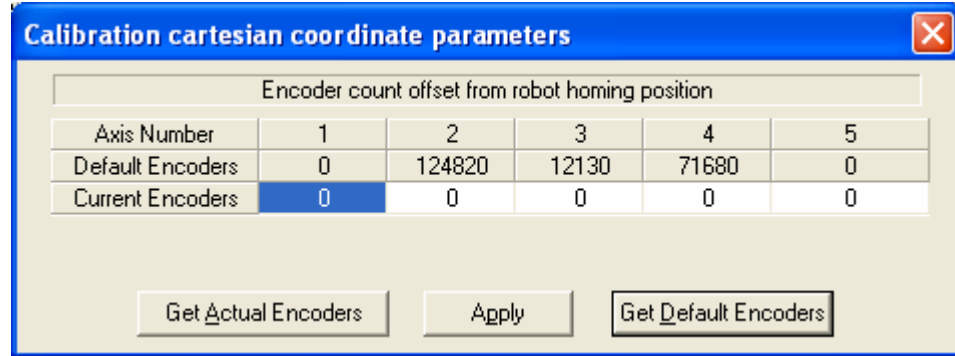 Calibration cartesian coordinate parameters
Encoder count offset from robot homing position
Axis Number 1 2 3 4 5
Default Encoders 0 124820 12130 71680 0
Current Encoders 0 0 0 0 0
Get Actual Encoders Apply Get Default Encoders